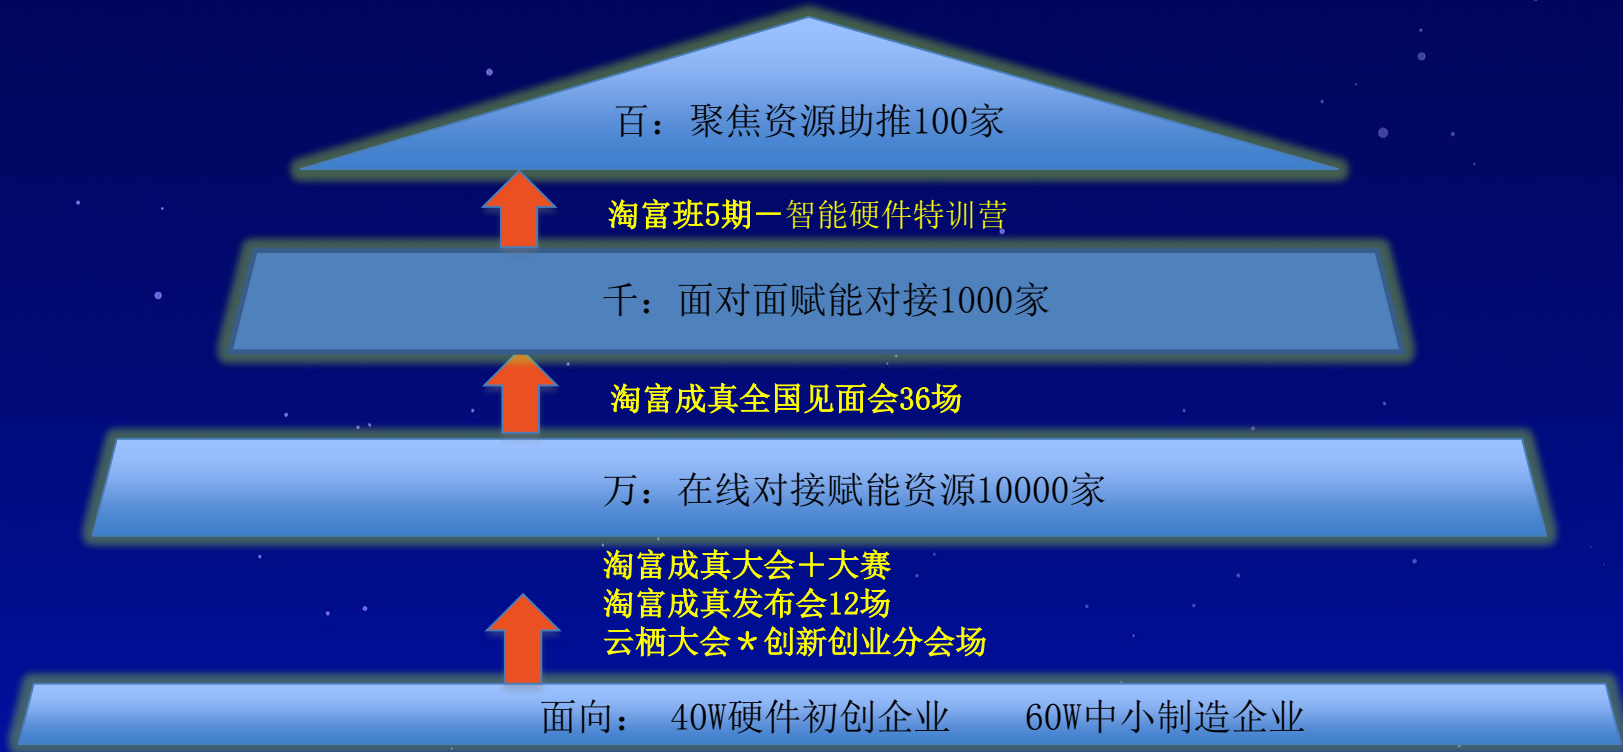 百：聚焦资源助推100家
淘富班5期－智能硬件特训营
千：面对面赋能对接1000家
淘富成真全国见面会36场
万：在线对接赋能资源10000家
淘富成真大会＋大赛
淘富成真发布会12场
云栖大会＊创新创业分会场
面向： 40W硬件初创企业 60W中小制造企业